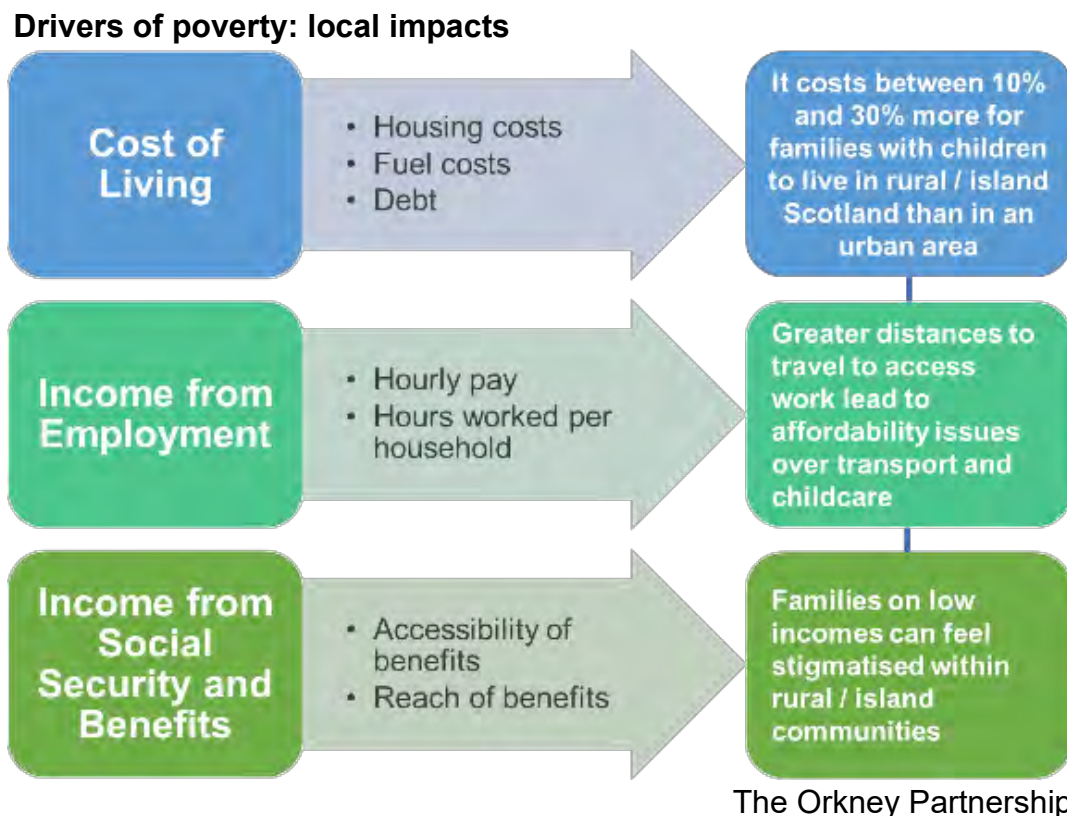 Drivers of poverty: local impacts
Cost of
Living
• Housing costs
• Fuel costs
• Debt
It costs between 10%
and 30% more for
families with children
to live in rural / island
Scotland than in an
urban area
Income from
Employment
• Hourly pay
• Hours worked per
household
Greater distances to
travel to access
work lead to
affordability issues
over transport and
childcare
Income from
Social
Security and
Benefits
• Accessibility of
benefits
• Reach of benefits
Families on low
incomes can feel
stigmatised within
rural / island
communities
The Orkney Partnership